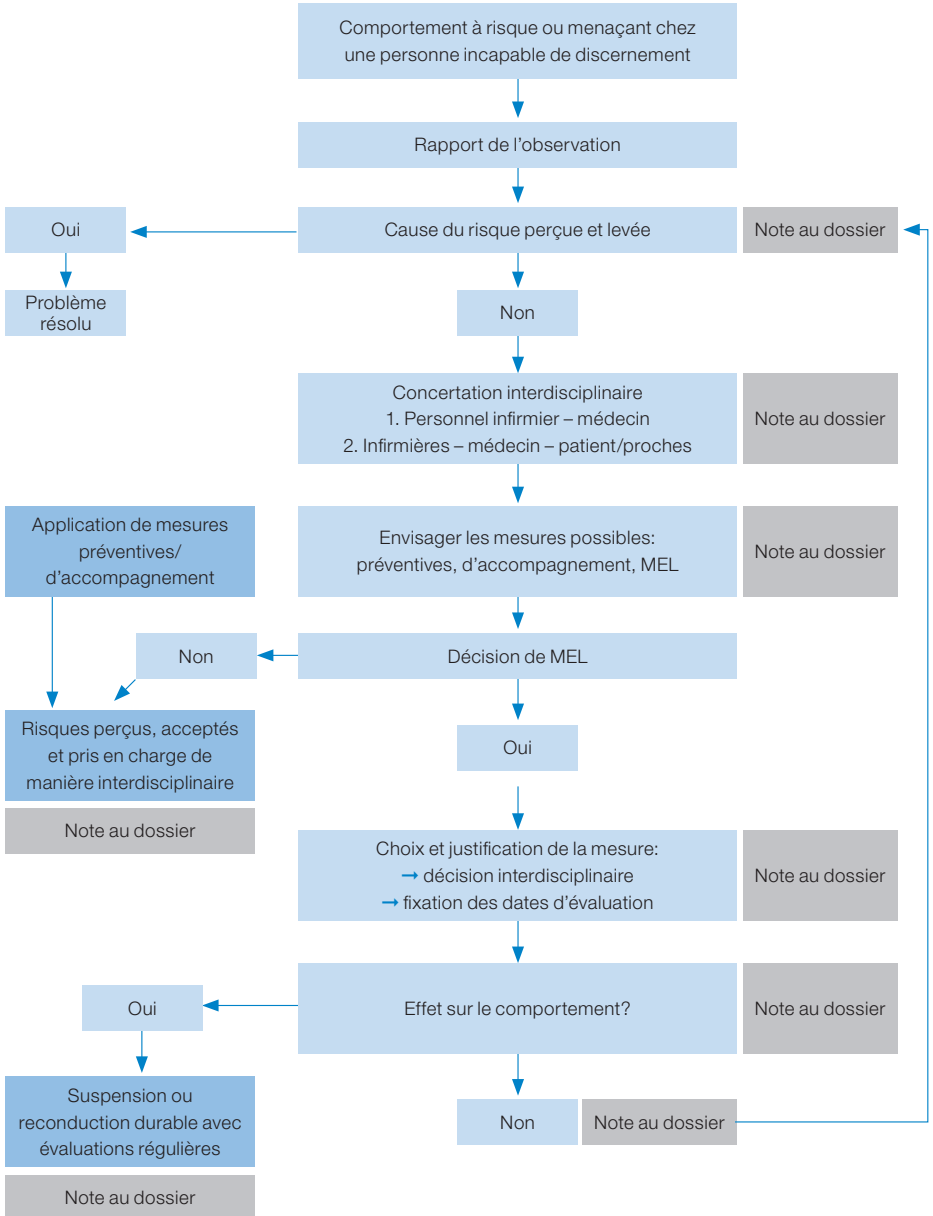 Comportement à risque ou menaçant chez
une personne incapable de discernement
Rapport de l'observation
Oui
Cause du risque perçue et levée
Note au dossier
Problème
résolu
Non
Concertation interdisciplinaire
1. Personnel infirmier – médecin
2. Infirmières – médecin – patient/proches
Note au dossier
Application de mesures
préventives/
d'accompagnement
Envisager les mesures possibles:
préventives, d'accompagnement, MEL
Note au dossier
Non
Décision de MEL
Risques perçus, acceptés
et pris en charge de
manière interdisciplinaire
Note au dossier
Oui
Choix et justification de la mesure:
→ décision interdisciplinaire
→ fixation des dates d'évaluation
Note au dossier
Oui
Effet sur le comportement?
Note au dossier
Suspension ou
reconduction durable avec
évaluations régulières
Note au dossier
Non
Note au dossier